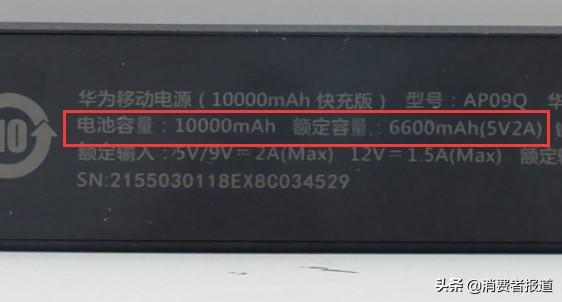 华为移动电源（10000mAh 快充版） 型号：AP09Q 华
10
电池容量：10000mAh 额定容量：6600mAh(5V2A)
额定输入：5V/9V⎓2A(Max) 12V⎓1.5A(Max) 额定
SN:2155030118EX8C034529
头条 @消费者报道